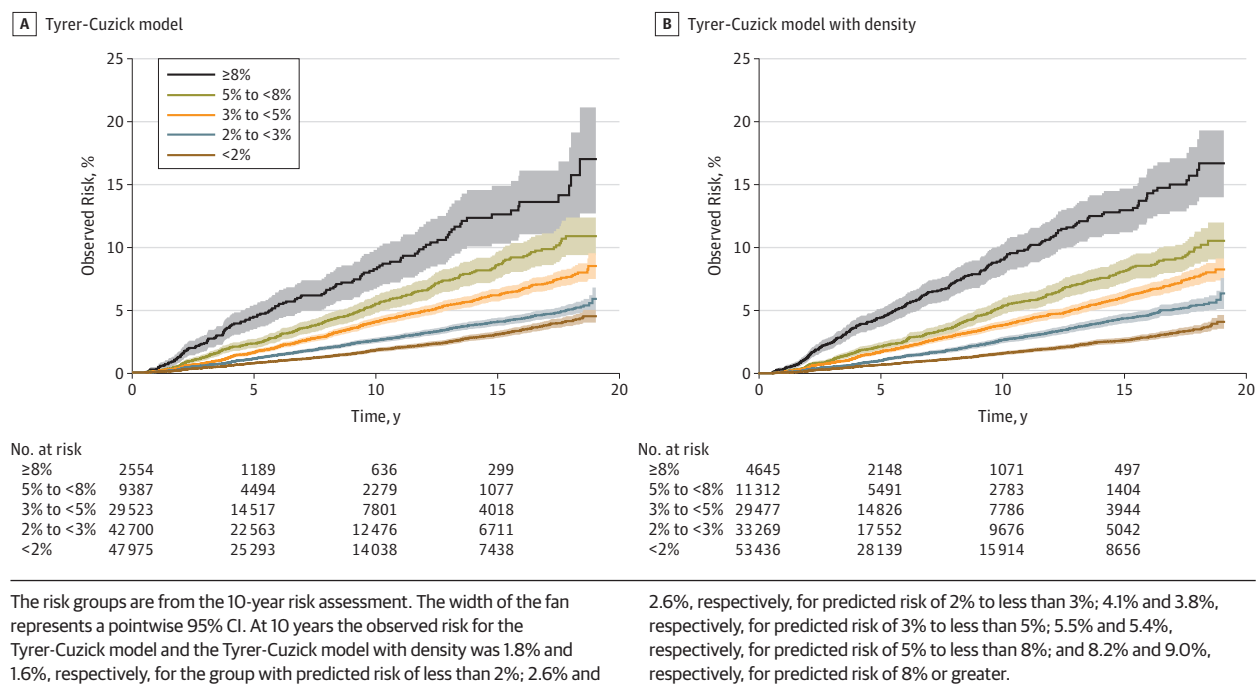 A Tyrer-Cuzick model
25
20
15
10
5
0
Observed Risk, %
≥8%
5% to <8%
3% to <5%
2% to <3%
<2%
0 5 10 15 20
Time, y
No. at risk
≥8% 2554 1189 636 299
5% to <8% 9387 4494 2279 1077
3% to <5% 29523 14517 7801 4018
2% to <3% 42700 22563 12476 6711
<2% 47975 25293 14038 7438
B Tyrer-Cuzick model with density
25
20
15
10
5
0
Observed Risk, %
0 5 10 15 20
Time, y
No. at risk
≥8% 4645 2148 1071 497
5% to <8% 11312 5491 2783 1404
3% to <5% 29477 14826 7786 3944
2% to <3% 33269 17552 9676 5042
<2% 53436 28139 15914 8656
The risk groups are from the 10-year risk assessment. The width of the fan
represents a pointwise 95% CI. At 10 years the observed risk for the
Tyrer-Cuzick model and the Tyrer-Cuzick model with density was 1.8% and
1.6%, respectively, for the group with predicted risk of less than 2%; 2.6% and
2.6%, respectively, for predicted risk of 2% to less than 3%; 4.1% and 3.8%,
respectively, for predicted risk of 3% to less than 5%; 5.5% and 5.4%,
respectively, for predicted risk of 5% to less than 8%; and 8.2% and 9.0%,
respectively, for predicted risk of 8% or greater.